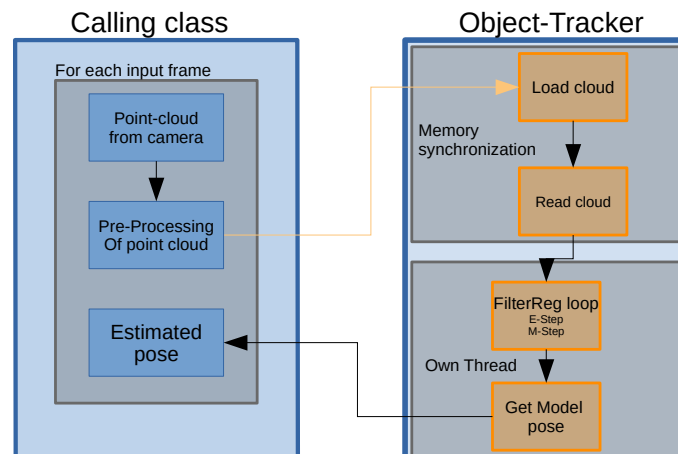 Calling class
Object-Tracker
For each input frame
Point-cloud
from camera
Pre-Processing
Of point cloud
Estimated
pose
Load cloud
Memory
synchronization
Read cloud
FilterReg loop
E-Step
M-Step
Own Thread
Get Model
pose